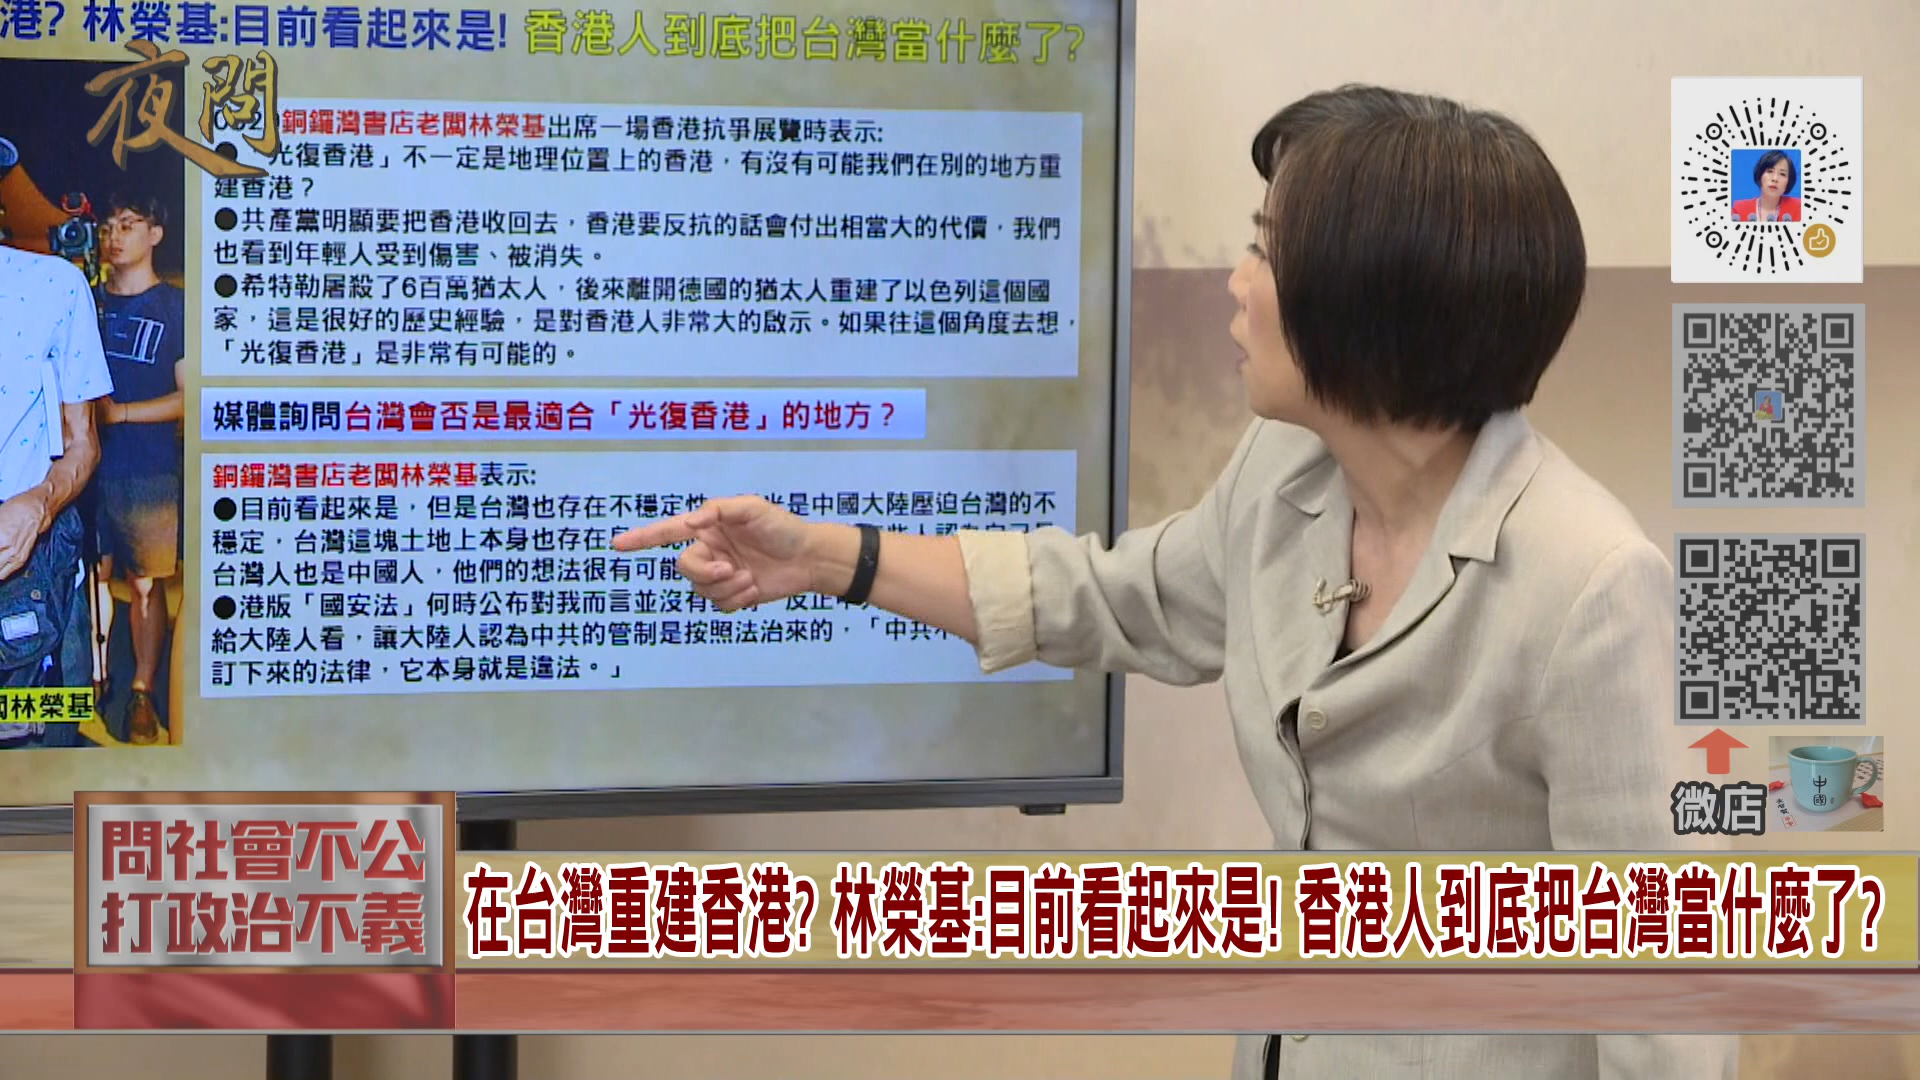 港? 林榮基:目前看起來是! 香港人到底把台灣當什麼了?
夜問
銅鑼灣書店老闆林榮基出席一場香港抗爭展覽時表示:
「光復香港」不一定是地理位置上的香港，有沒有可能我們在別的地方重
建香港？
●共產黨明顯要把香港收回去，香港要反抗的話會付出相當大的代價，我們
也看到年輕人受到傷害、被消失。
●希特勒屠殺了6百萬猶太人，後來離開德國的猶太人重建了以色列這個國
家，這是很好的歷史經驗，是對香港人非常大的啟示。如果往這個角度去想，
「光復香港」是非常有可能的。
媒體詢問台灣會否是最適合「光復香港」的地方？
銅鑼灣書店老闆林榮基表示:
●目前看起來是，但是台灣也存在不穩定性 是中國大陸壓迫台灣的不
穩定，台灣這塊土地上本身也存在
台灣人也是中國人，他們的想法很有可能
●港版「國安法」何時公布對我而言並沒有
給大陸人看，讓大陸人認為中共的管制是按照法治來的，「中共
訂下來的法律，它本身就是違法。」
林榮基
微店
中國
問社會不公
打政治不義
在台灣重建香港? 林榮基:目前看起來是! 香港人到底把台灣當什麼了?